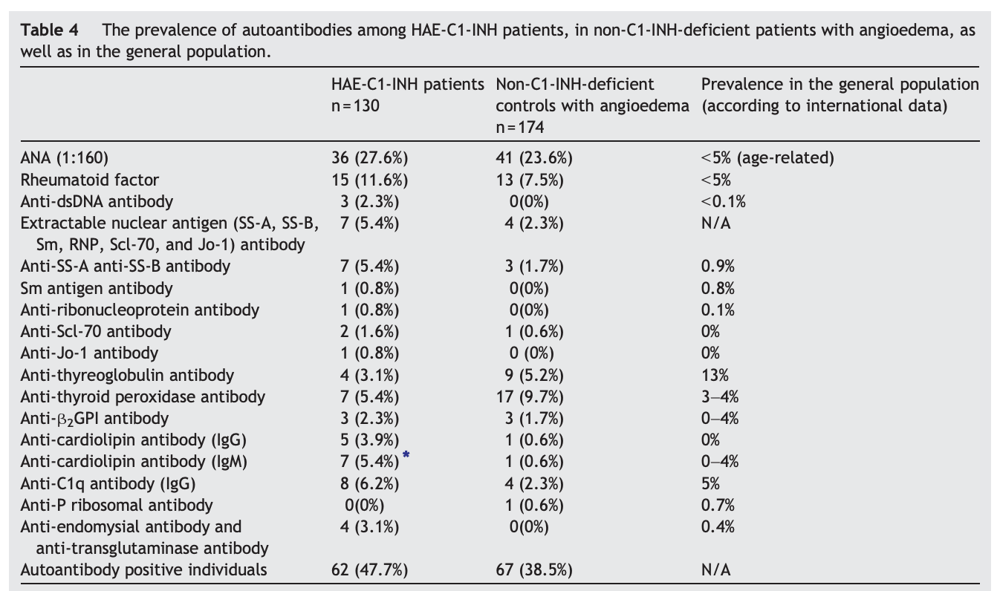 Table 4 The prevalence of autoantibodies among HAE-C1-INH patients, in non-C1-INH-deficient patients with angioedema, as
well as in the general population.
HAE-C1-INH patients Non-C1-INH-deficient Prevalence in the general population
n=130 controls with angioedema (according to international data)
n=174
ANA (1:160) 36 (27.6%) 41 (23.6%) <5% (age-related)
Rheumatoid factor 15 (11.6%) 13 (7.5%) <5%
Anti-dsDNA antibody 3 (2.3%) 0(0%) <0.1%
Extractable nuclear antigen (SS-A, SS-B, 7 (5.4%) 4 (2.3%) N/A
Sm, RNP, Scl-70, and Jo-1) antibody
Anti-SS-A anti-SS-B antibody 7 (5.4%) 3 (1.7%) 0.9%
Sm antigen antibody 1 (0.8%) 0(0%) 0.8%
Anti-ribonucleoprotein antibody 1 (0.8%) 0(0%) 0.1%
Anti-Scl-70 antibody 2 (1.6%) 1 (0.6%) 0%
Anti-Jo-1 antibody 1 (0.8%) 0 (0%) 0%
Anti-thyreoglobulin antibody 4 (3.1%) 9 (5.2%) 13%
Anti-thyroid peroxidase antibody 7 (5.4%) 17 (9.7%) 3–4%
Anti-β₂GPI antibody 3 (2.3%) 3 (1.7%) 0–4%
Anti-cardiolipin antibody (IgG) 5 (3.9%) 1 (0.6%) 0%
Anti-cardiolipin antibody (IgM) 7 (5.4%) * 1 (0.6%) 0–4%
Anti-C1q antibody (IgG) 8 (6.2%) 4 (2.3%) 5%
Anti-P ribosomal antibody 0(0%) 1 (0.6%) 0.7%
Anti-endomysial antibody and 4 (3.1%) 0(0%) 0.4%
anti-transglutaminase antibody
Autoantibody positive individuals 62 (47.7%) 67 (38.5%) N/A